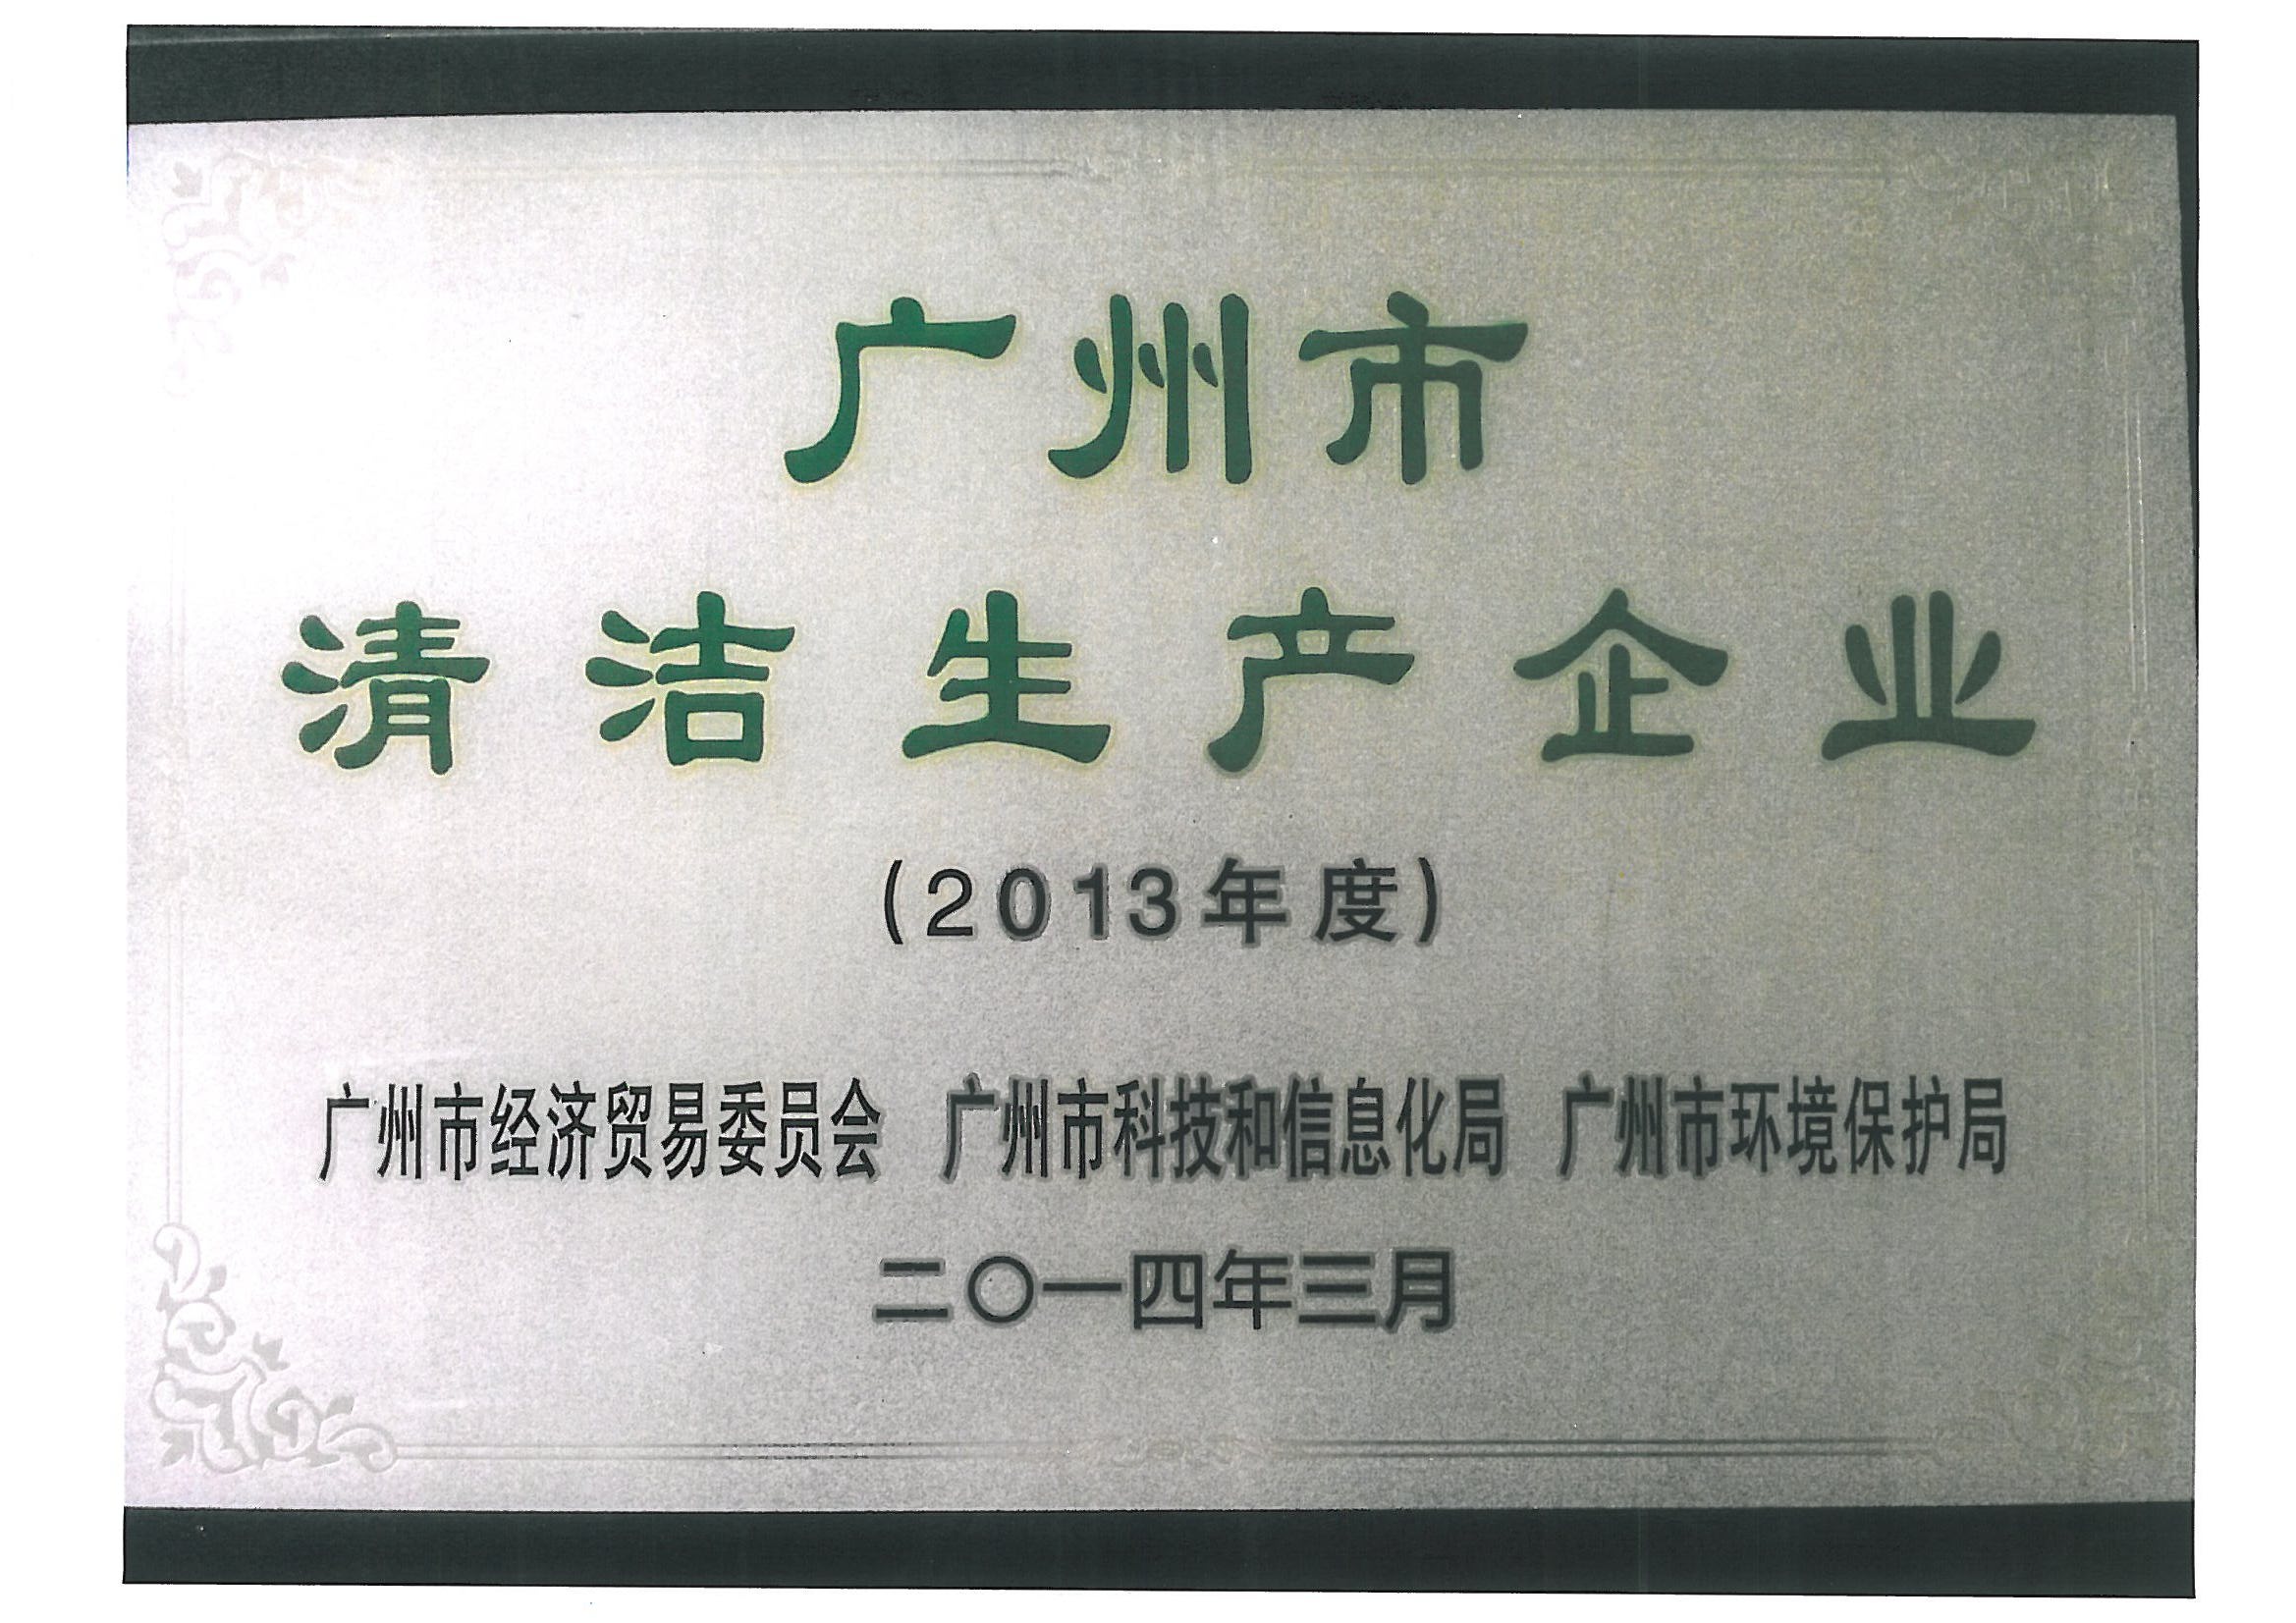 广州市
清洁生产企业
(2013年度)
广州市经济贸易委员会 广州市科技和信息化局 广州市环境保护局
二〇一四年三月